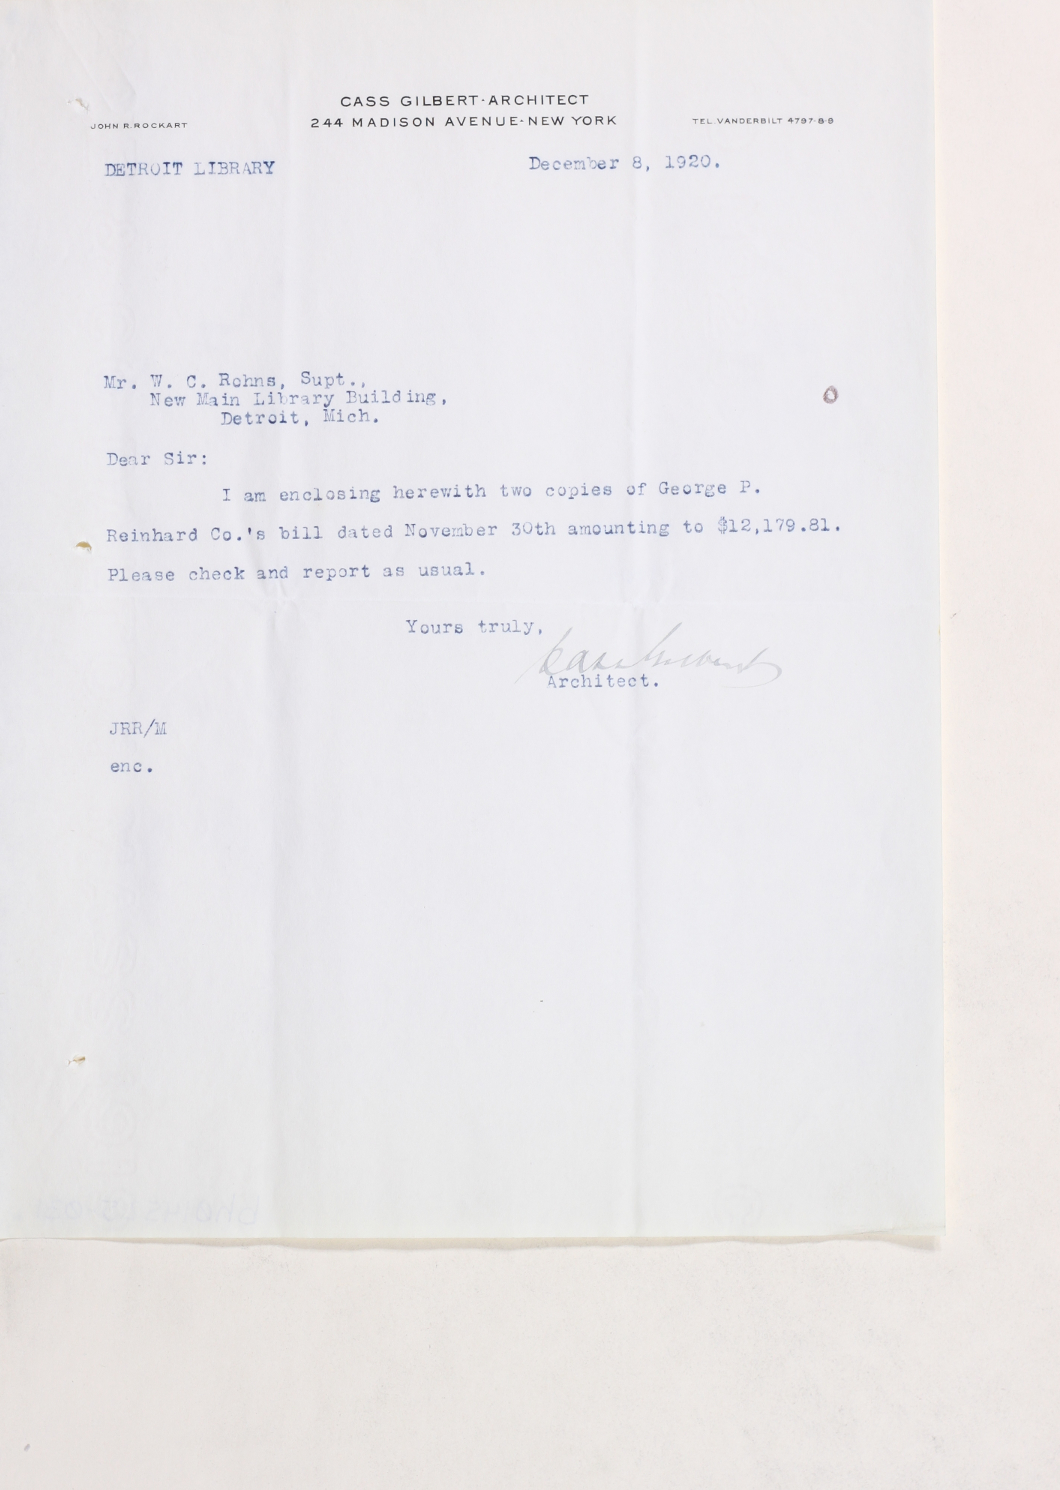 CASS GILBERT-ARCHITECT
244 MADISON AVENUE-NEW YORK
JOHN R. ROCKART
TEL. VANDERBILT 4797-8-9
DETROIT LIBRARY
December 8, 1920.
Mr. W. C. Rohns, Supt.,
New Main Library Building,
Detroit, Mich.
Dear Sir:
I am enclosing herewith two copies of George P.
Reinhard Co.'s bill dated November 30th amounting to $12,179.81.
Please check and report as usual.
Yours truly,
Cass Gilbert
Architect.
JRR/M
enc.